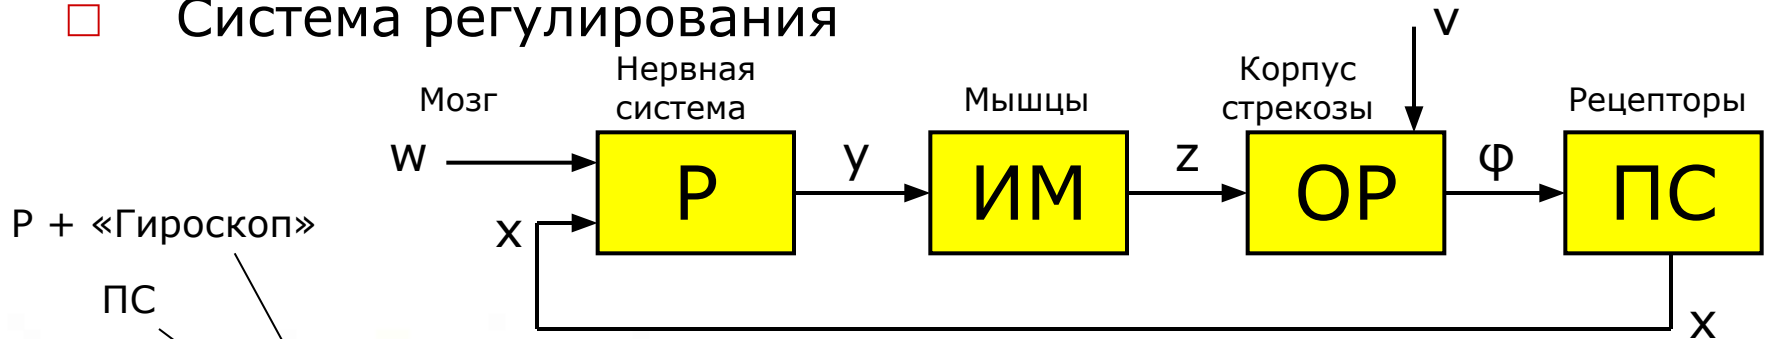 Система регулирования
v
Нервная
система
Мозг
Мышцы
Корпус
стрекозы
Рецепторы
w
P
y
ИМ
z
ОР
φ
ПС
x
Р + «Гироскоп»
ПС
x